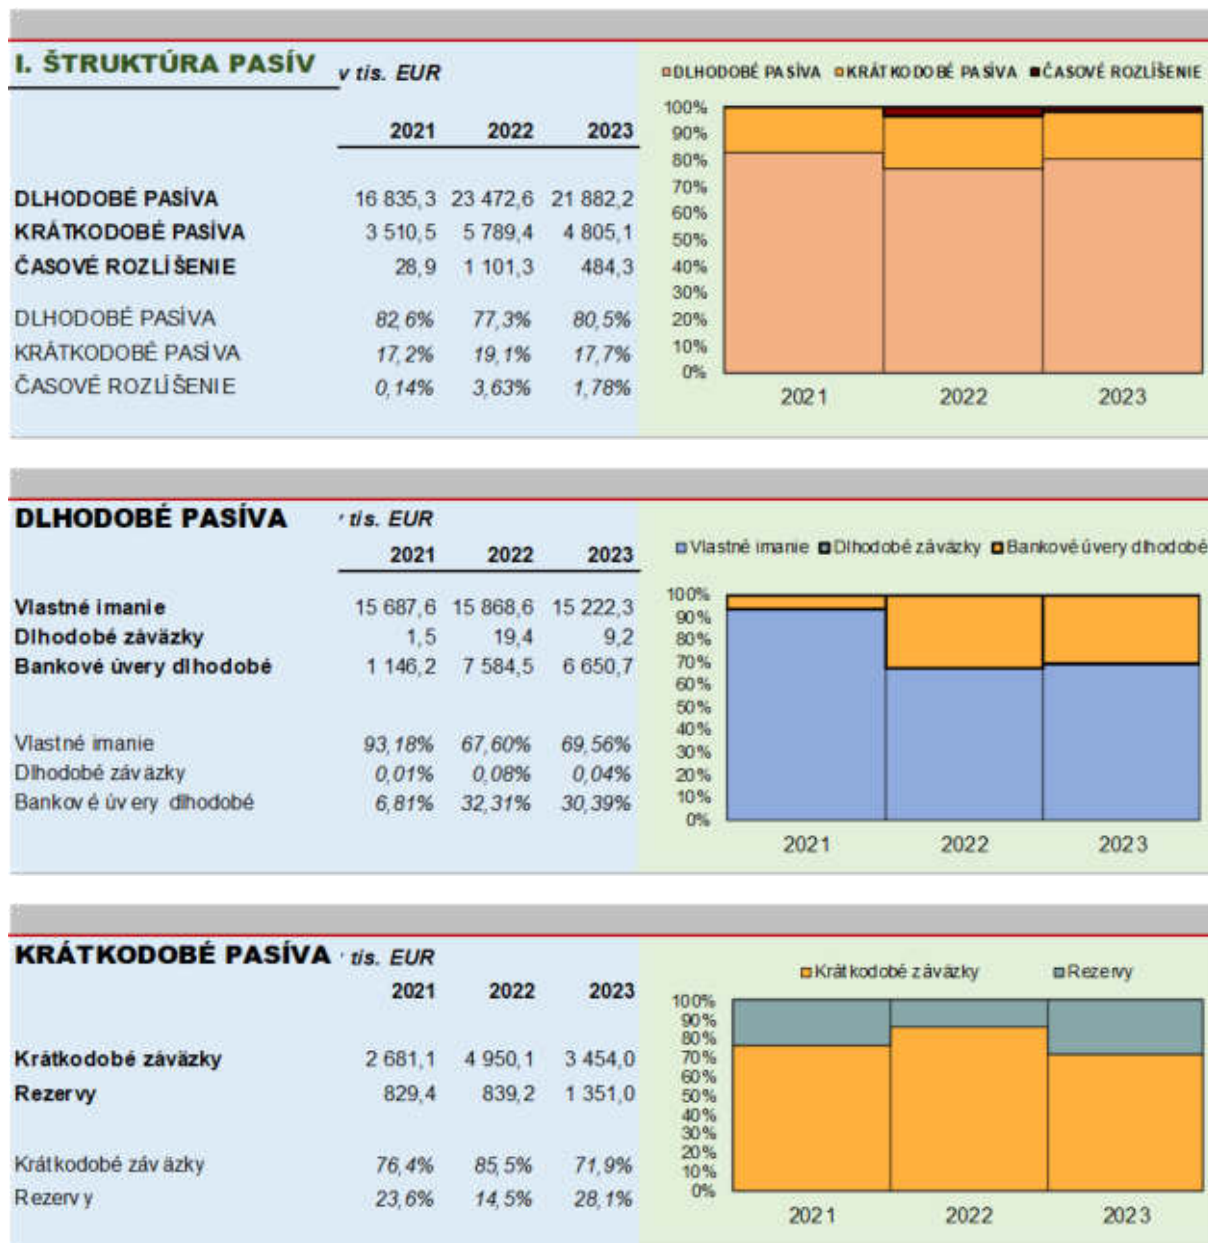 I. ŠTRUKTÚRA PASÍV v tis. EUR
2021 2022 2023
DLHODOBÉ PASÍVA 16 835,3 23 472,6 21 882,2
KRÁTKODOBÉ PASÍVA 3 510,5 5 789,4 4 805,1
ČASOVÉ ROZLÍŠENIE 28,9 1 101,3 484,3
DLHODOBÉ PASÍVA 82,6% 77,3% 80,5%
KRÁTKODOBÉ PASÍVA 17,2% 19,1% 17,7%
ČASOVÉ ROZLÍŠENIE 0,14% 3,63% 1,78%
DLHODOBÉ PASÍVA KRÁTKODOBÉ PASÍVA ČASOVÉ ROZLÍŠENIE
100%
90%
80%
70%
60%
50%
40%
30%
20%
10%
0%
2021 2022 2023
DLHODOBÉ PASÍVA tis. EUR
2021 2022 2023
Vlastné imanie 15 687,6 15 868,6 15 222,3
Dlhodobé záväzky 1,5 19,4 9,2
Bankové úvery dlhodobé 1 146,2 7 584,5 6 650,7
Vlastné imanie 93,18% 67,60% 69,56%
Dlhodobé záväzky 0,01% 0,08% 0,04%
Bankové úvery dlhodobé 6,81% 32,31% 30,39%
Vlastné imanie Dlhodobé záväzky Bankové úvery dlhodobé
100%
90%
80%
70%
60%
50%
40%
30%
20%
10%
0%
2021 2022 2023
KRÁTKODOBÉ PASÍVA tis. EUR
2021 2022 2023
Krátkodobé záväzky 2 681,1 4 950,1 3 454,0
Rezervy 829,4 839,2 1 351,0
Krátkodobé záväzky 76,4% 85,5% 71,9%
Rezervy 23,6% 14,5% 28,1%
Krátkodobé záväzky Rezervy
100%
90%
80%
70%
60%
50%
40%
30%
20%
10%
0%
2021 2022 2023